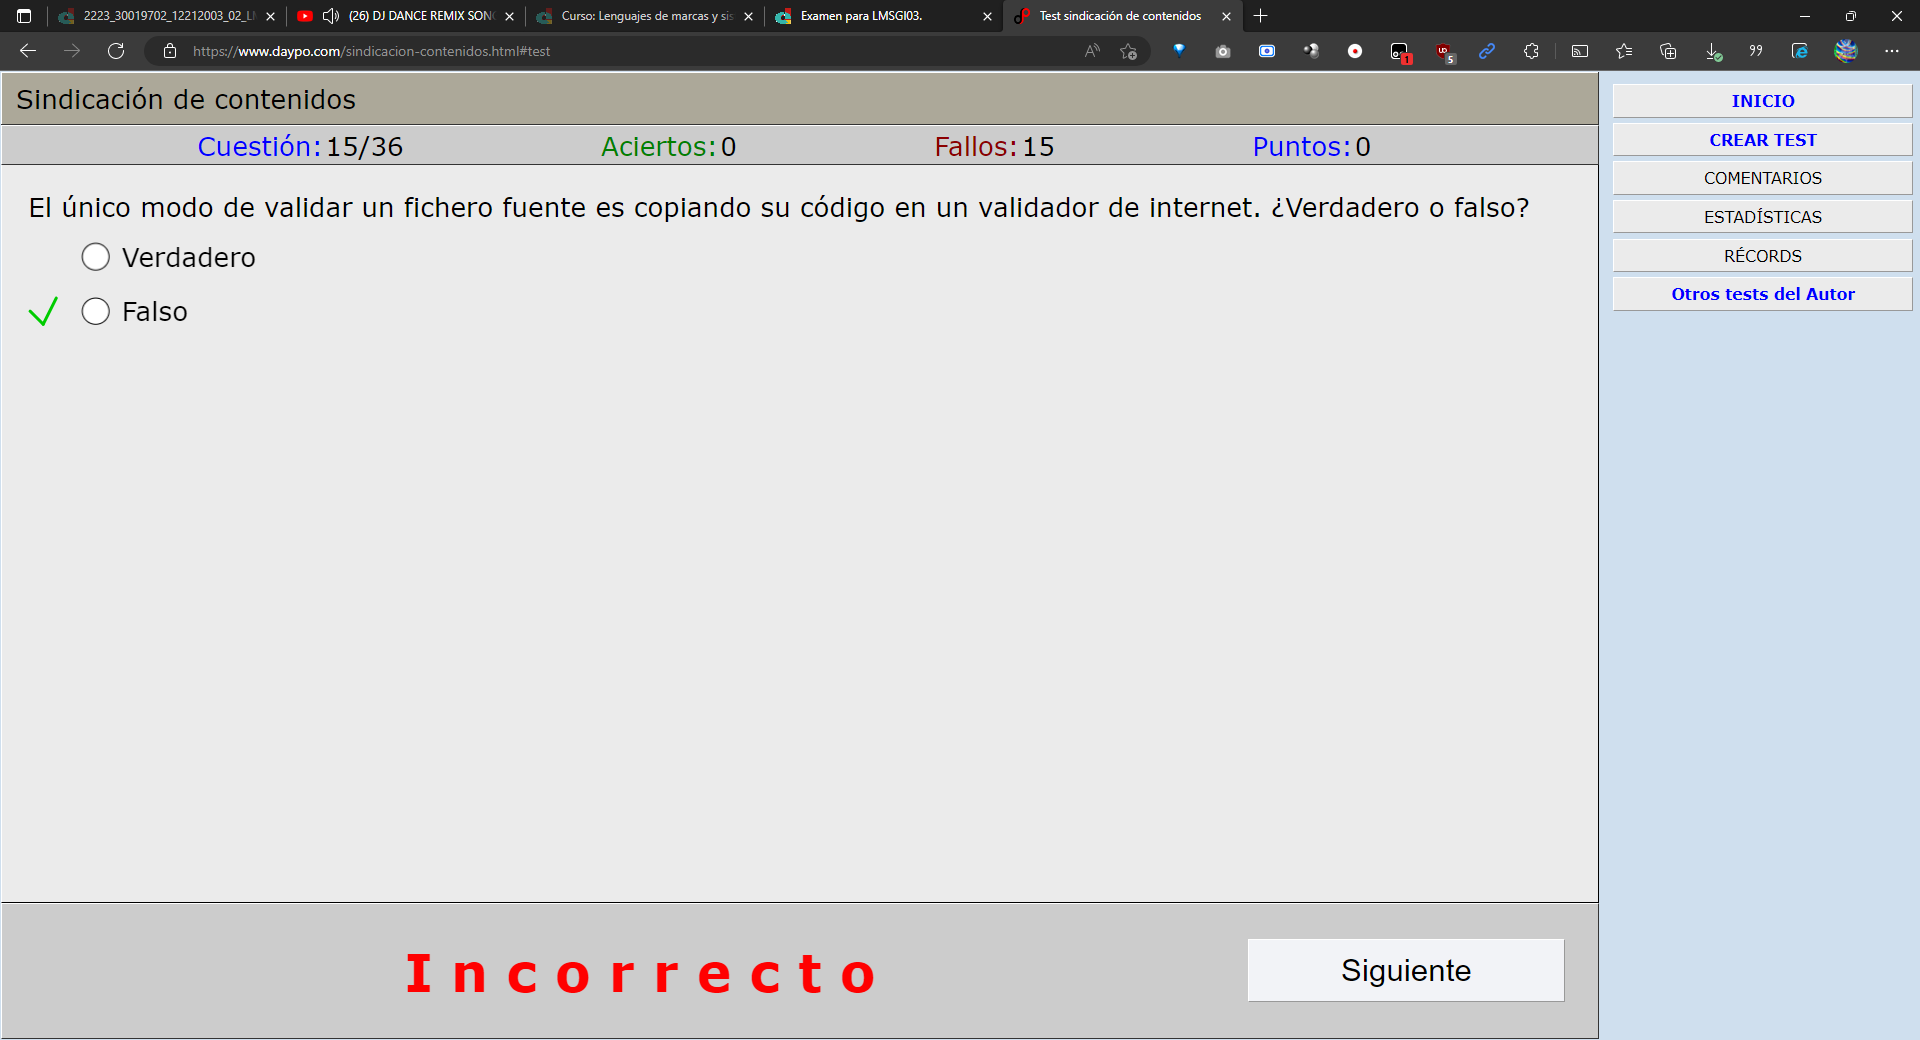 2223_30019702_12212003_02_L
(26) DJ DANCE REMIX SON
Curso: Lenguajes de marcas y sis
Examen para LMSGI03.
Test sindicación de contenidos
https://www.daypo.com/sindicacion-contenidos.html#test
Sindicación de contenidos
Cuestión: 15/36 Aciertos: 0 Fallos: 15 Puntos: 0
El único modo de validar un fichero fuente es copiando su código en un validador de internet. ¿Verdadero o falso?
Verdadero
Falso
Incorrecto
Siguiente
INICIO
CREAR TEST
COMENTARIOS
ESTADÍSTICAS
RÉCORDS
Otros tests del Autor